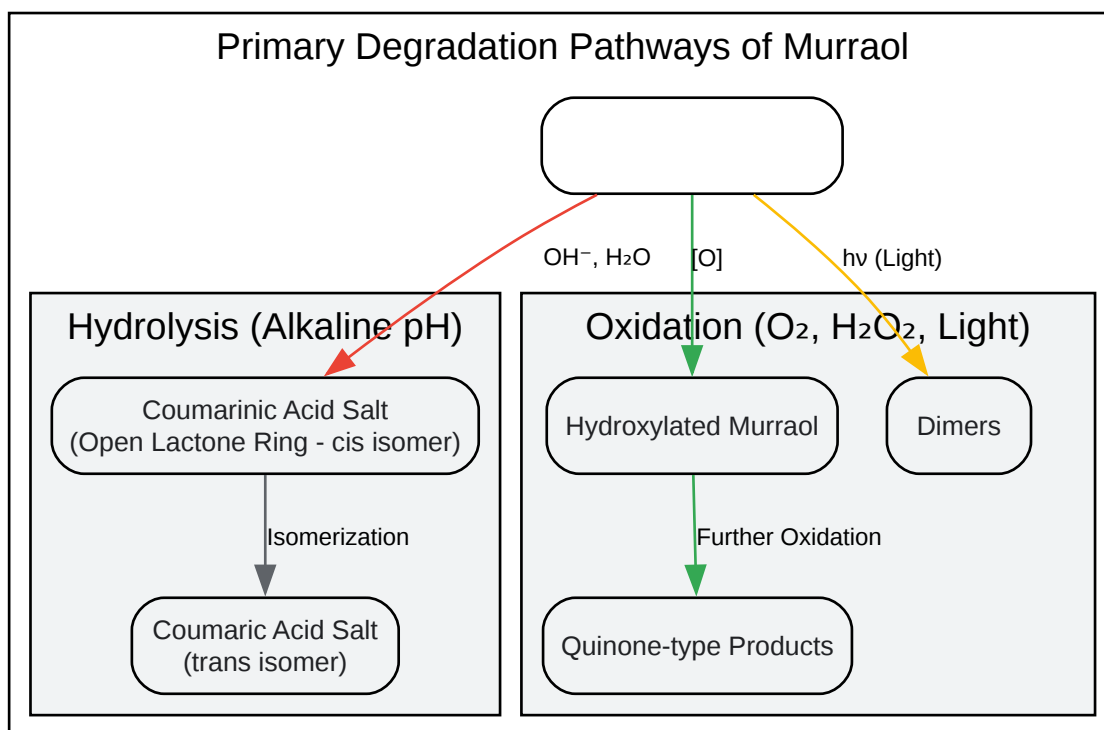 Primary Degradation Pathways of Murraol
OH⁻, H₂O
[O]
hν (Light)
Hydrolysis (Alkaline pH)
Oxidation (O₂, H₂O₂, Light)
Coumarinic Acid Salt
(Open Lactone Ring - cis isomer)
Hydroxylated Murraol
Dimers
Isomerization
Further Oxidation
Coumaric Acid Salt
(trans isomer)
Quinone-type Products